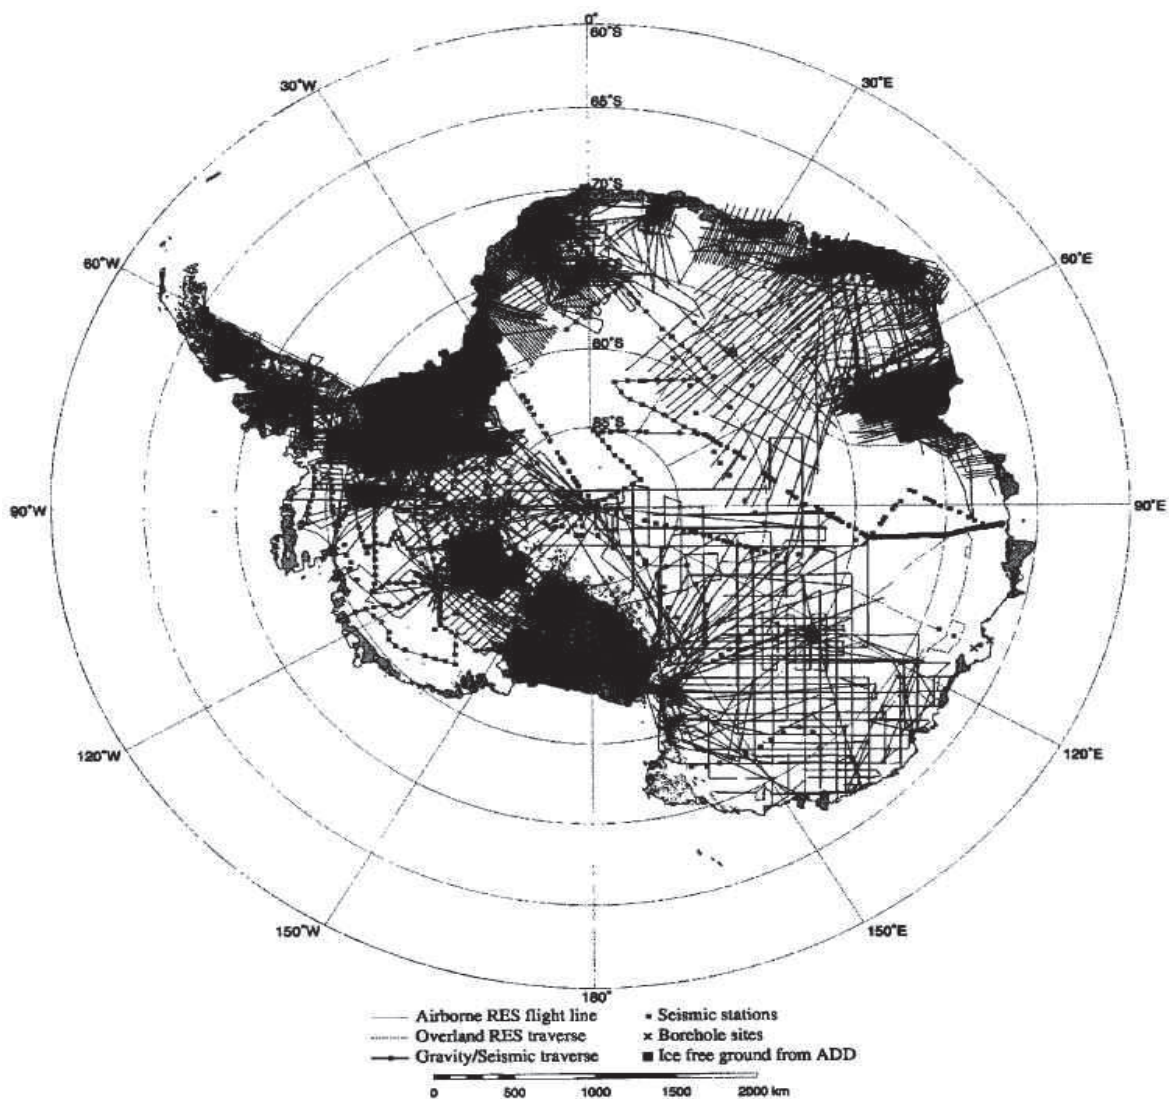 0°
60°S
30°W
30°E
65°S
70°S
60°W
60°E
80°S
85°S
90°W
90°E
120°W
120°E
150°W
150°E
180°
Airborne RES flight line
Overland RES traverse
Gravity/Seismic traverse
Seismic stations
Borehole sites
Ice free ground from ADD
0 500 1000 1500 2000 km